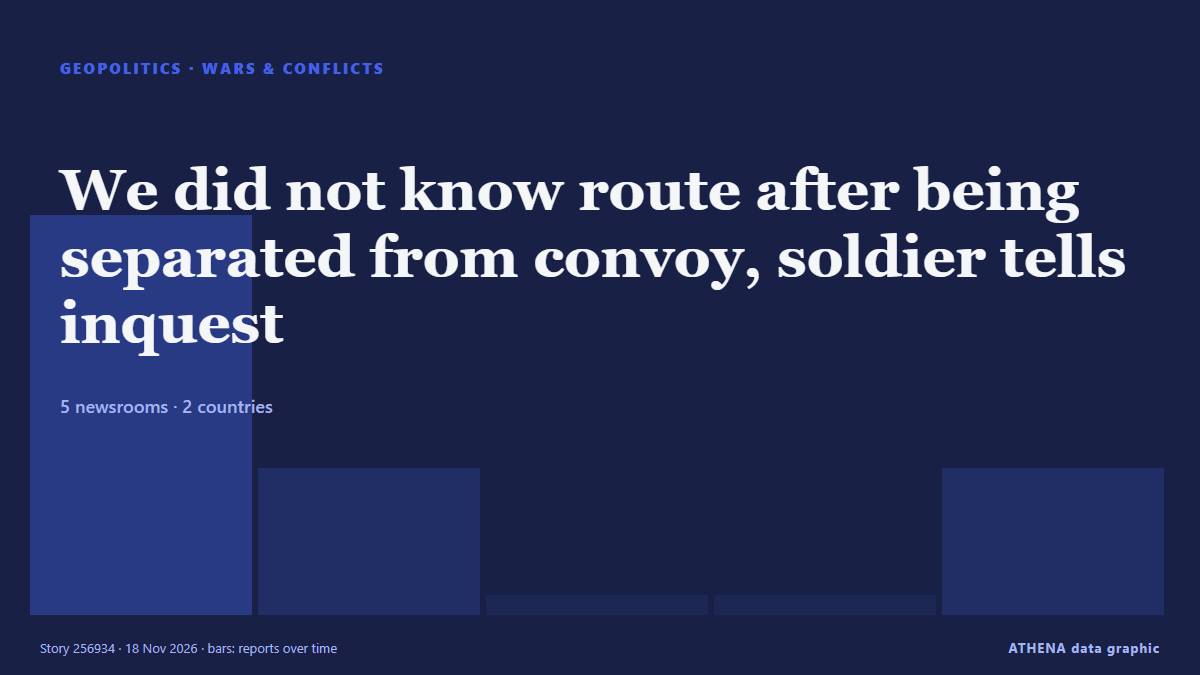 GEOPOLITICS · WARS & CONFLICTS
We did not know route after being
separated from convoy, soldier tells
inquest
5 newsrooms · 2 countries
Story 256934 · 18 Nov 2026 · bars: reports over time
ATHENA data graphic